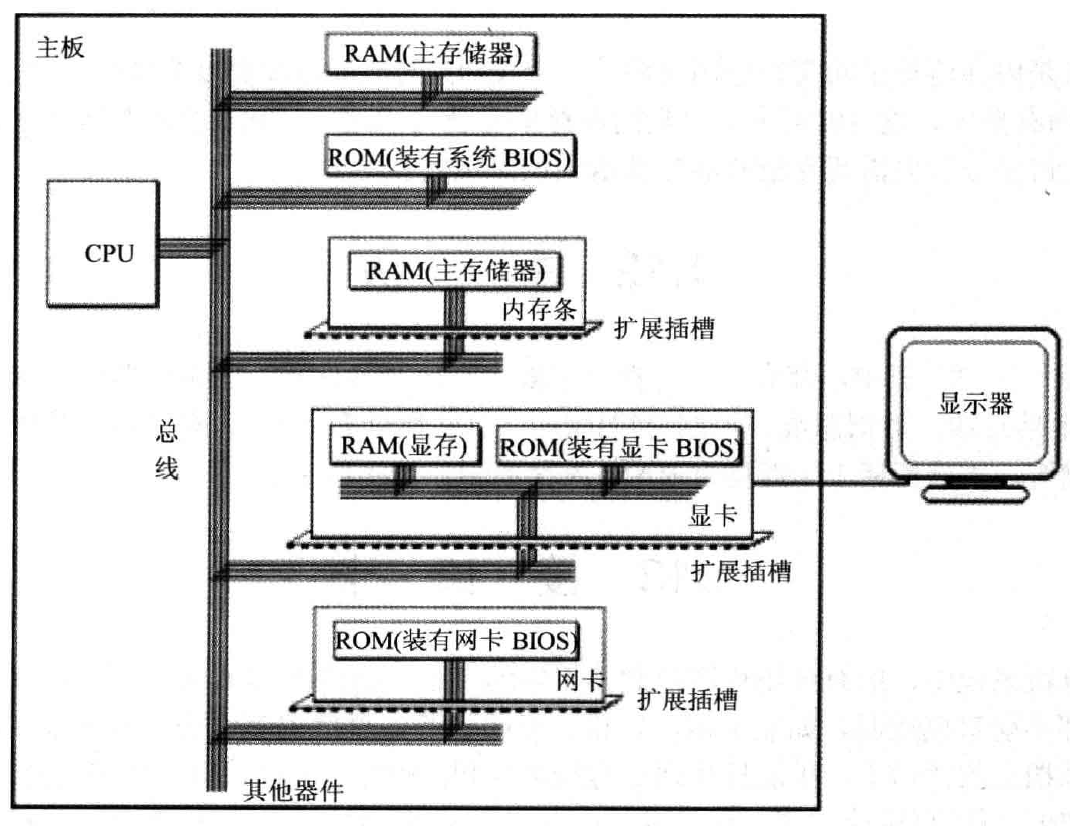 主板
RAM(主存储器)
ROM(装有系统 BIOS)
CPU
RAM(主存储器)
内存条
扩展插槽
总
线
RAM(显存)
ROM(装有显卡 BIOS)
显卡
扩展插槽
显示器
ROM(装有网卡 BIOS)
网卡
扩展插槽
其他器件